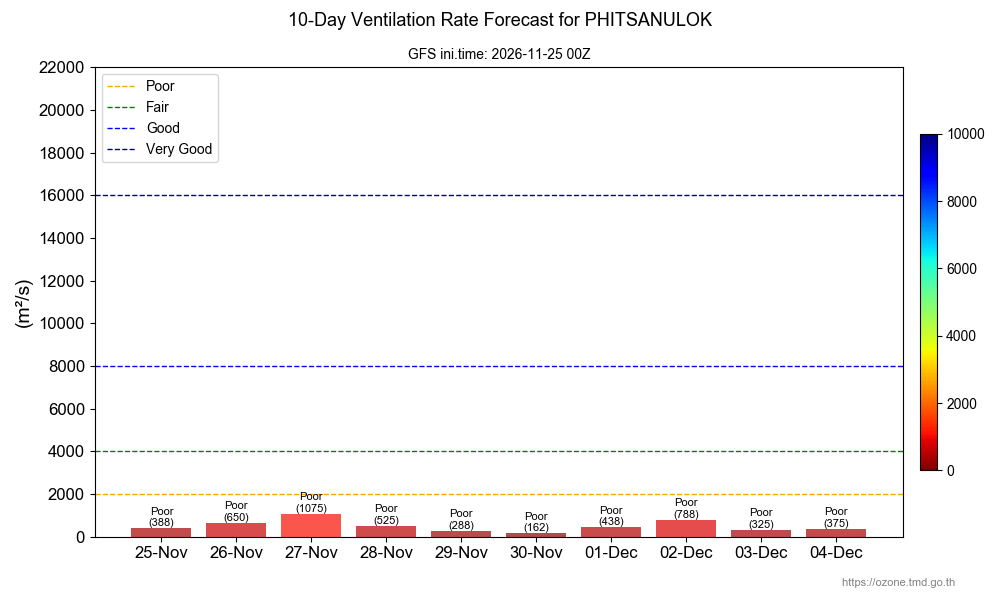 10-Day Ventilation Rate Forecast for PHITSANULOK
GFS ini.time: 2026-11-25 00Z
(m²/s)
22000
20000
18000
16000
14000
12000
10000
8000
6000
4000
2000
0
Poor
Fair
Good
Very Good
Poor
(388)
Poor
(650)
Poor
(1075)
Poor
(525)
Poor
(288)
Poor
(162)
Poor
(438)
Poor
(788)
Poor
(325)
Poor
(375)
25-Nov 26-Nov 27-Nov 28-Nov 29-Nov 30-Nov 01-Dec 02-Dec 03-Dec 04-Dec
10000
8000
6000
4000
2000
0
https://ozone.tmd.go.th